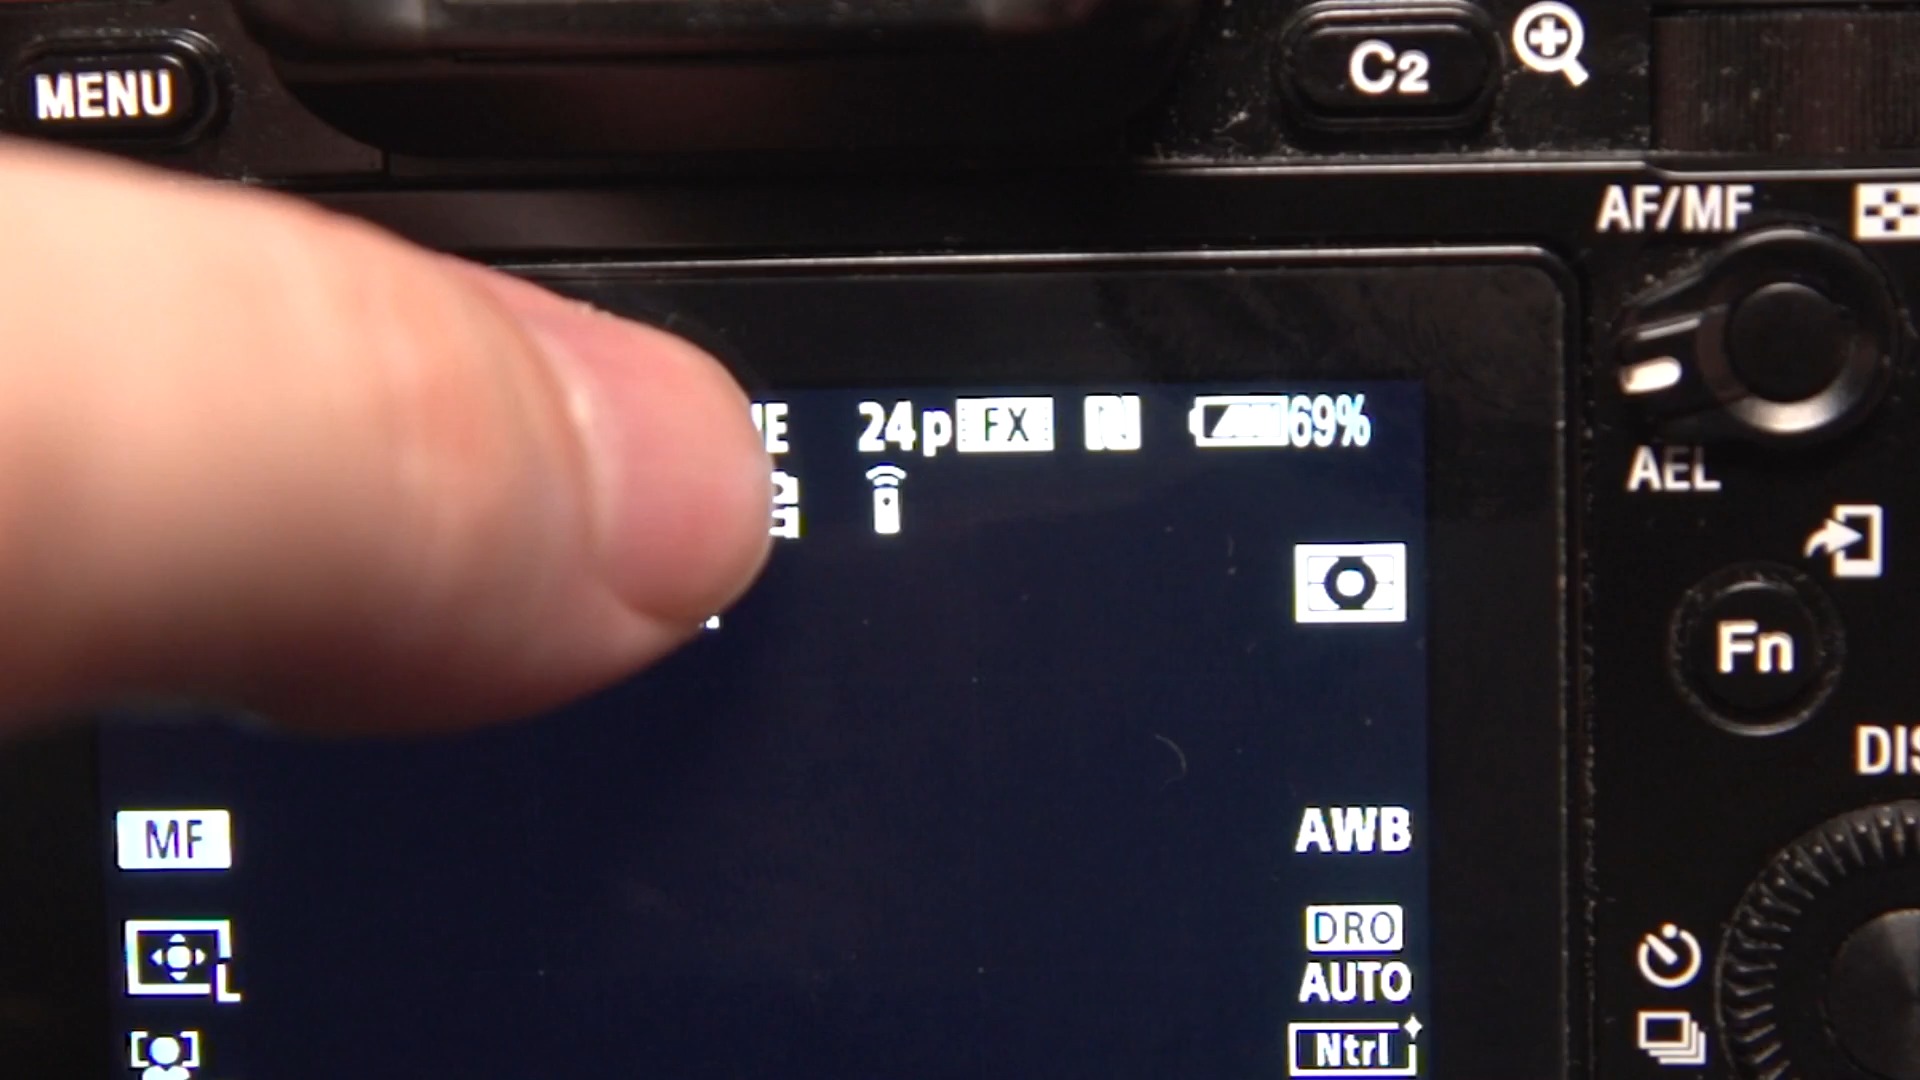 MENU
C2
AF/MF
24p FX N 69%
AEL
Fn
MF
AWB
DRO
AUTO
L
Ntrl